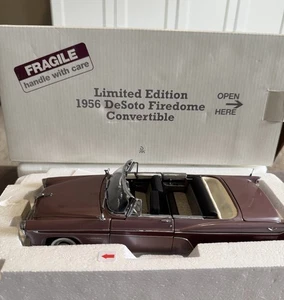 FRAGILE
handle with care
Limited Edition
1956 DeSoto Firedome
Convertible
OPEN
HERE